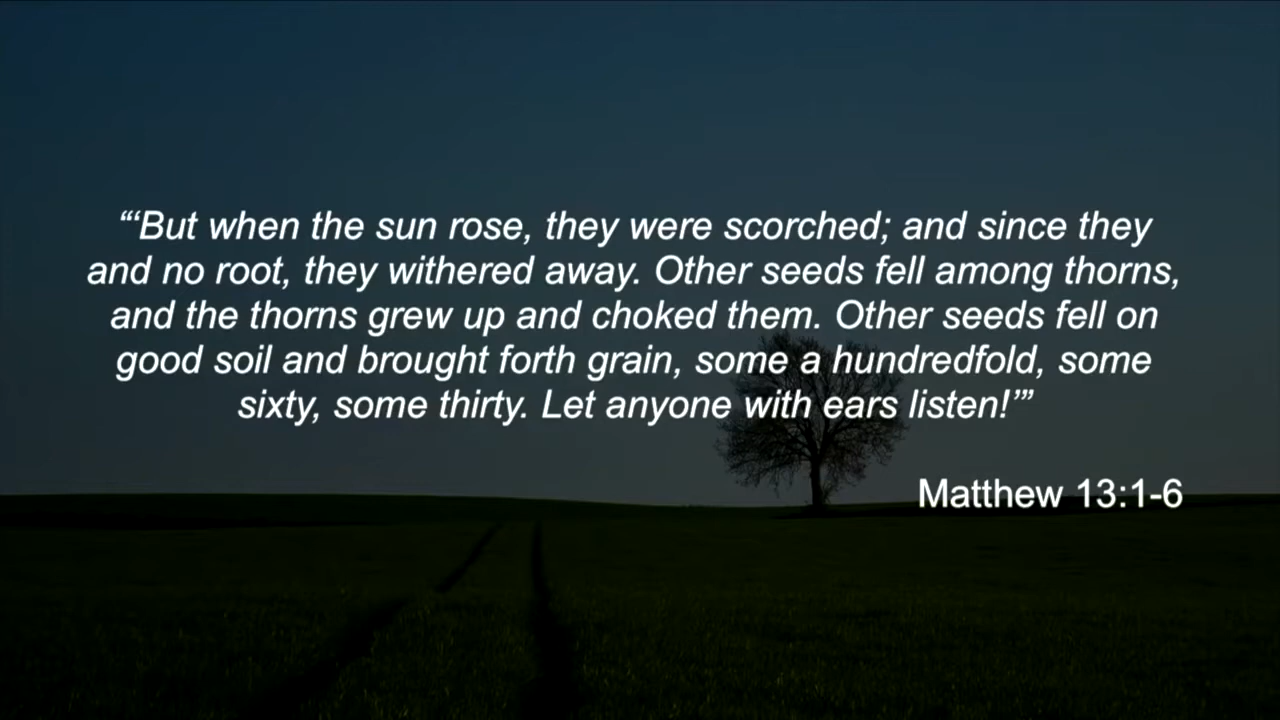 “‘But when the sun rose, they were scorched; and since they
and no root, they withered away. Other seeds fell among thorns,
and the thorns grew up and choked them. Other seeds fell on
good soil and brought forth grain, some a hundredfold, some
sixty, some thirty. Let anyone with ears listen!’”
Matthew 13:1-6